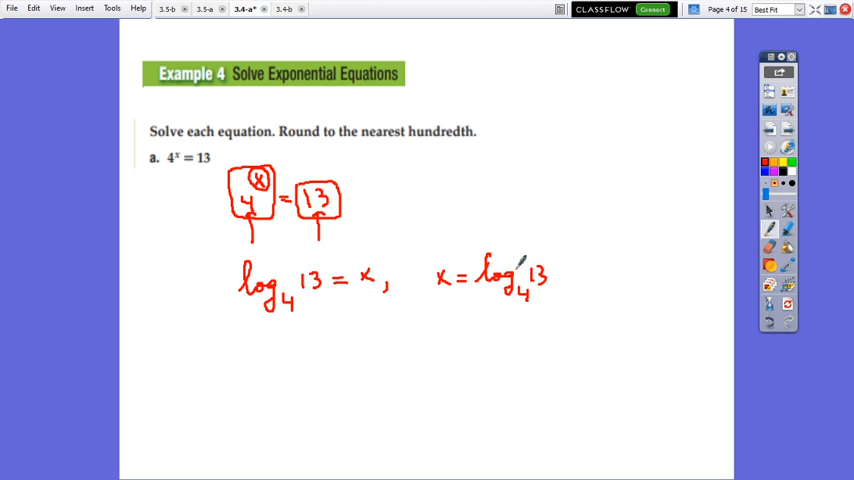 File Edit View Insert Tools Help 3.5-b 3.5-a 3.4-a* 3.4-b CLASSFLOW Connect Page 4 of 15 Best Fit
Example 4 Solve Exponential Equations
Solve each equation. Round to the nearest hundredth.
a. 4ˣ = 13
4ˣ = 13
log₄ 13 = x, x = log₄ 13